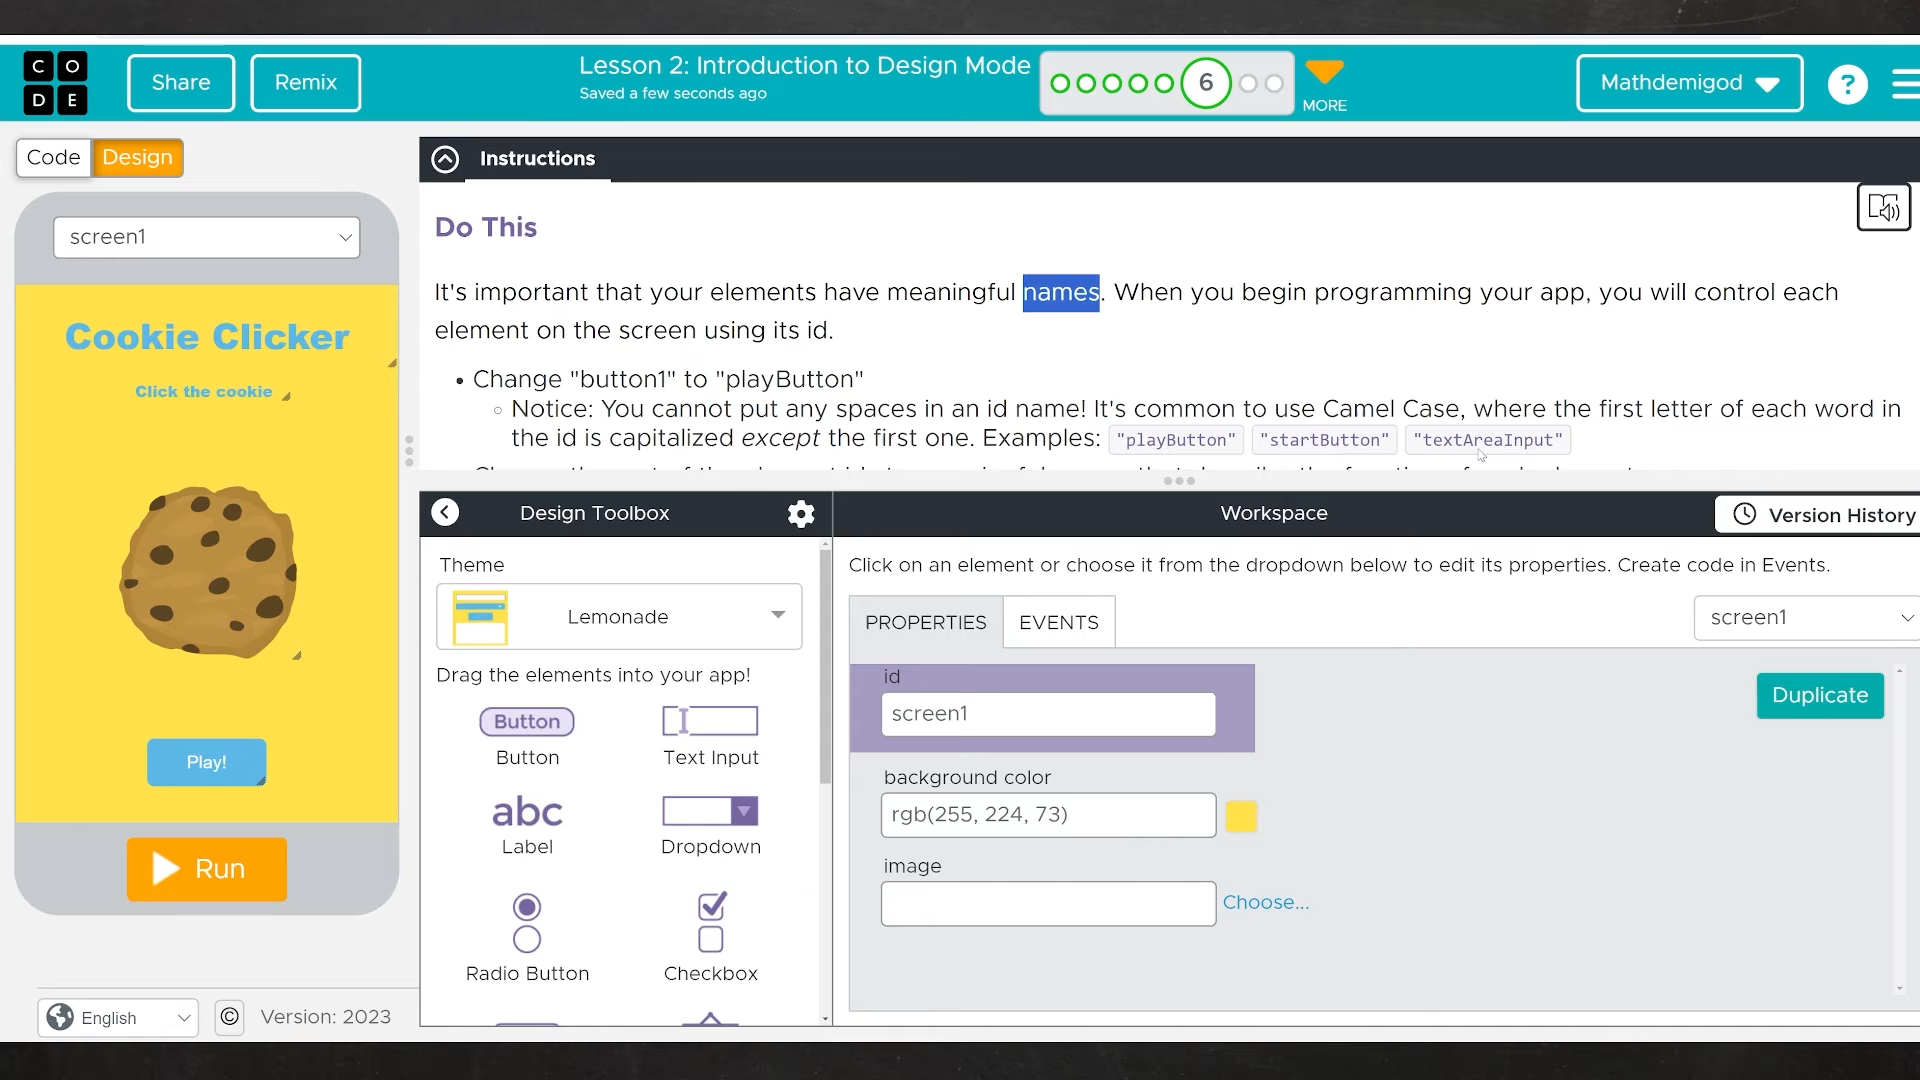 C O
D E
Share
Remix
Lesson 2: Introduction to Design Mode
Saved a few seconds ago
6
MORE
Mathdemigod
?
Code
Design
Instructions
screen1
Do This
It's important that your elements have meaningful names. When you begin programming your app, you will control each
element on the screen using its id.
• Change "button1" to "playButton"
Notice: You cannot put any spaces in an id name! It's common to use Camel Case, where the first letter of each word in
the id is capitalized except the first one. Examples: "playButton" "startButton" "textAreaInput"
Cookie Clicker
Click the cookie
Play!
Run
English
©
Version: 2023
Design Toolbox
Theme
Lemonade
Drag the elements into your app!
Button
Button
Text Input
abc
Label
Dropdown
Radio Button
Checkbox
Workspace
Version History
Click on an element or choose it from the dropdown below to edit its properties. Create code in Events.
PROPERTIES
EVENTS
screen1
id
screen1
Duplicate
background color
rgb(255, 224, 73)
image
Choose...